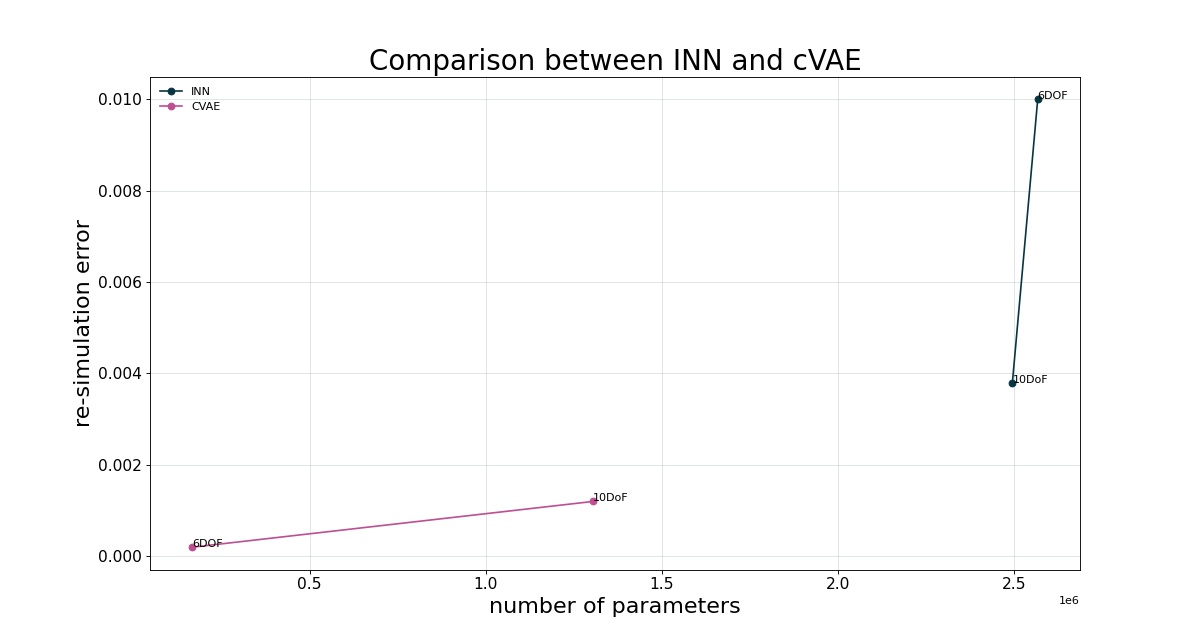 Comparison between INN and cVAE
INN
CVAE
0.010
0.008
0.006
0.004
0.002
0.000
re-simulation error
6DOF
10DoF
10DoF
6DOF
0.5
1.0
1.5
2.0
2.5
1e6
number of parameters